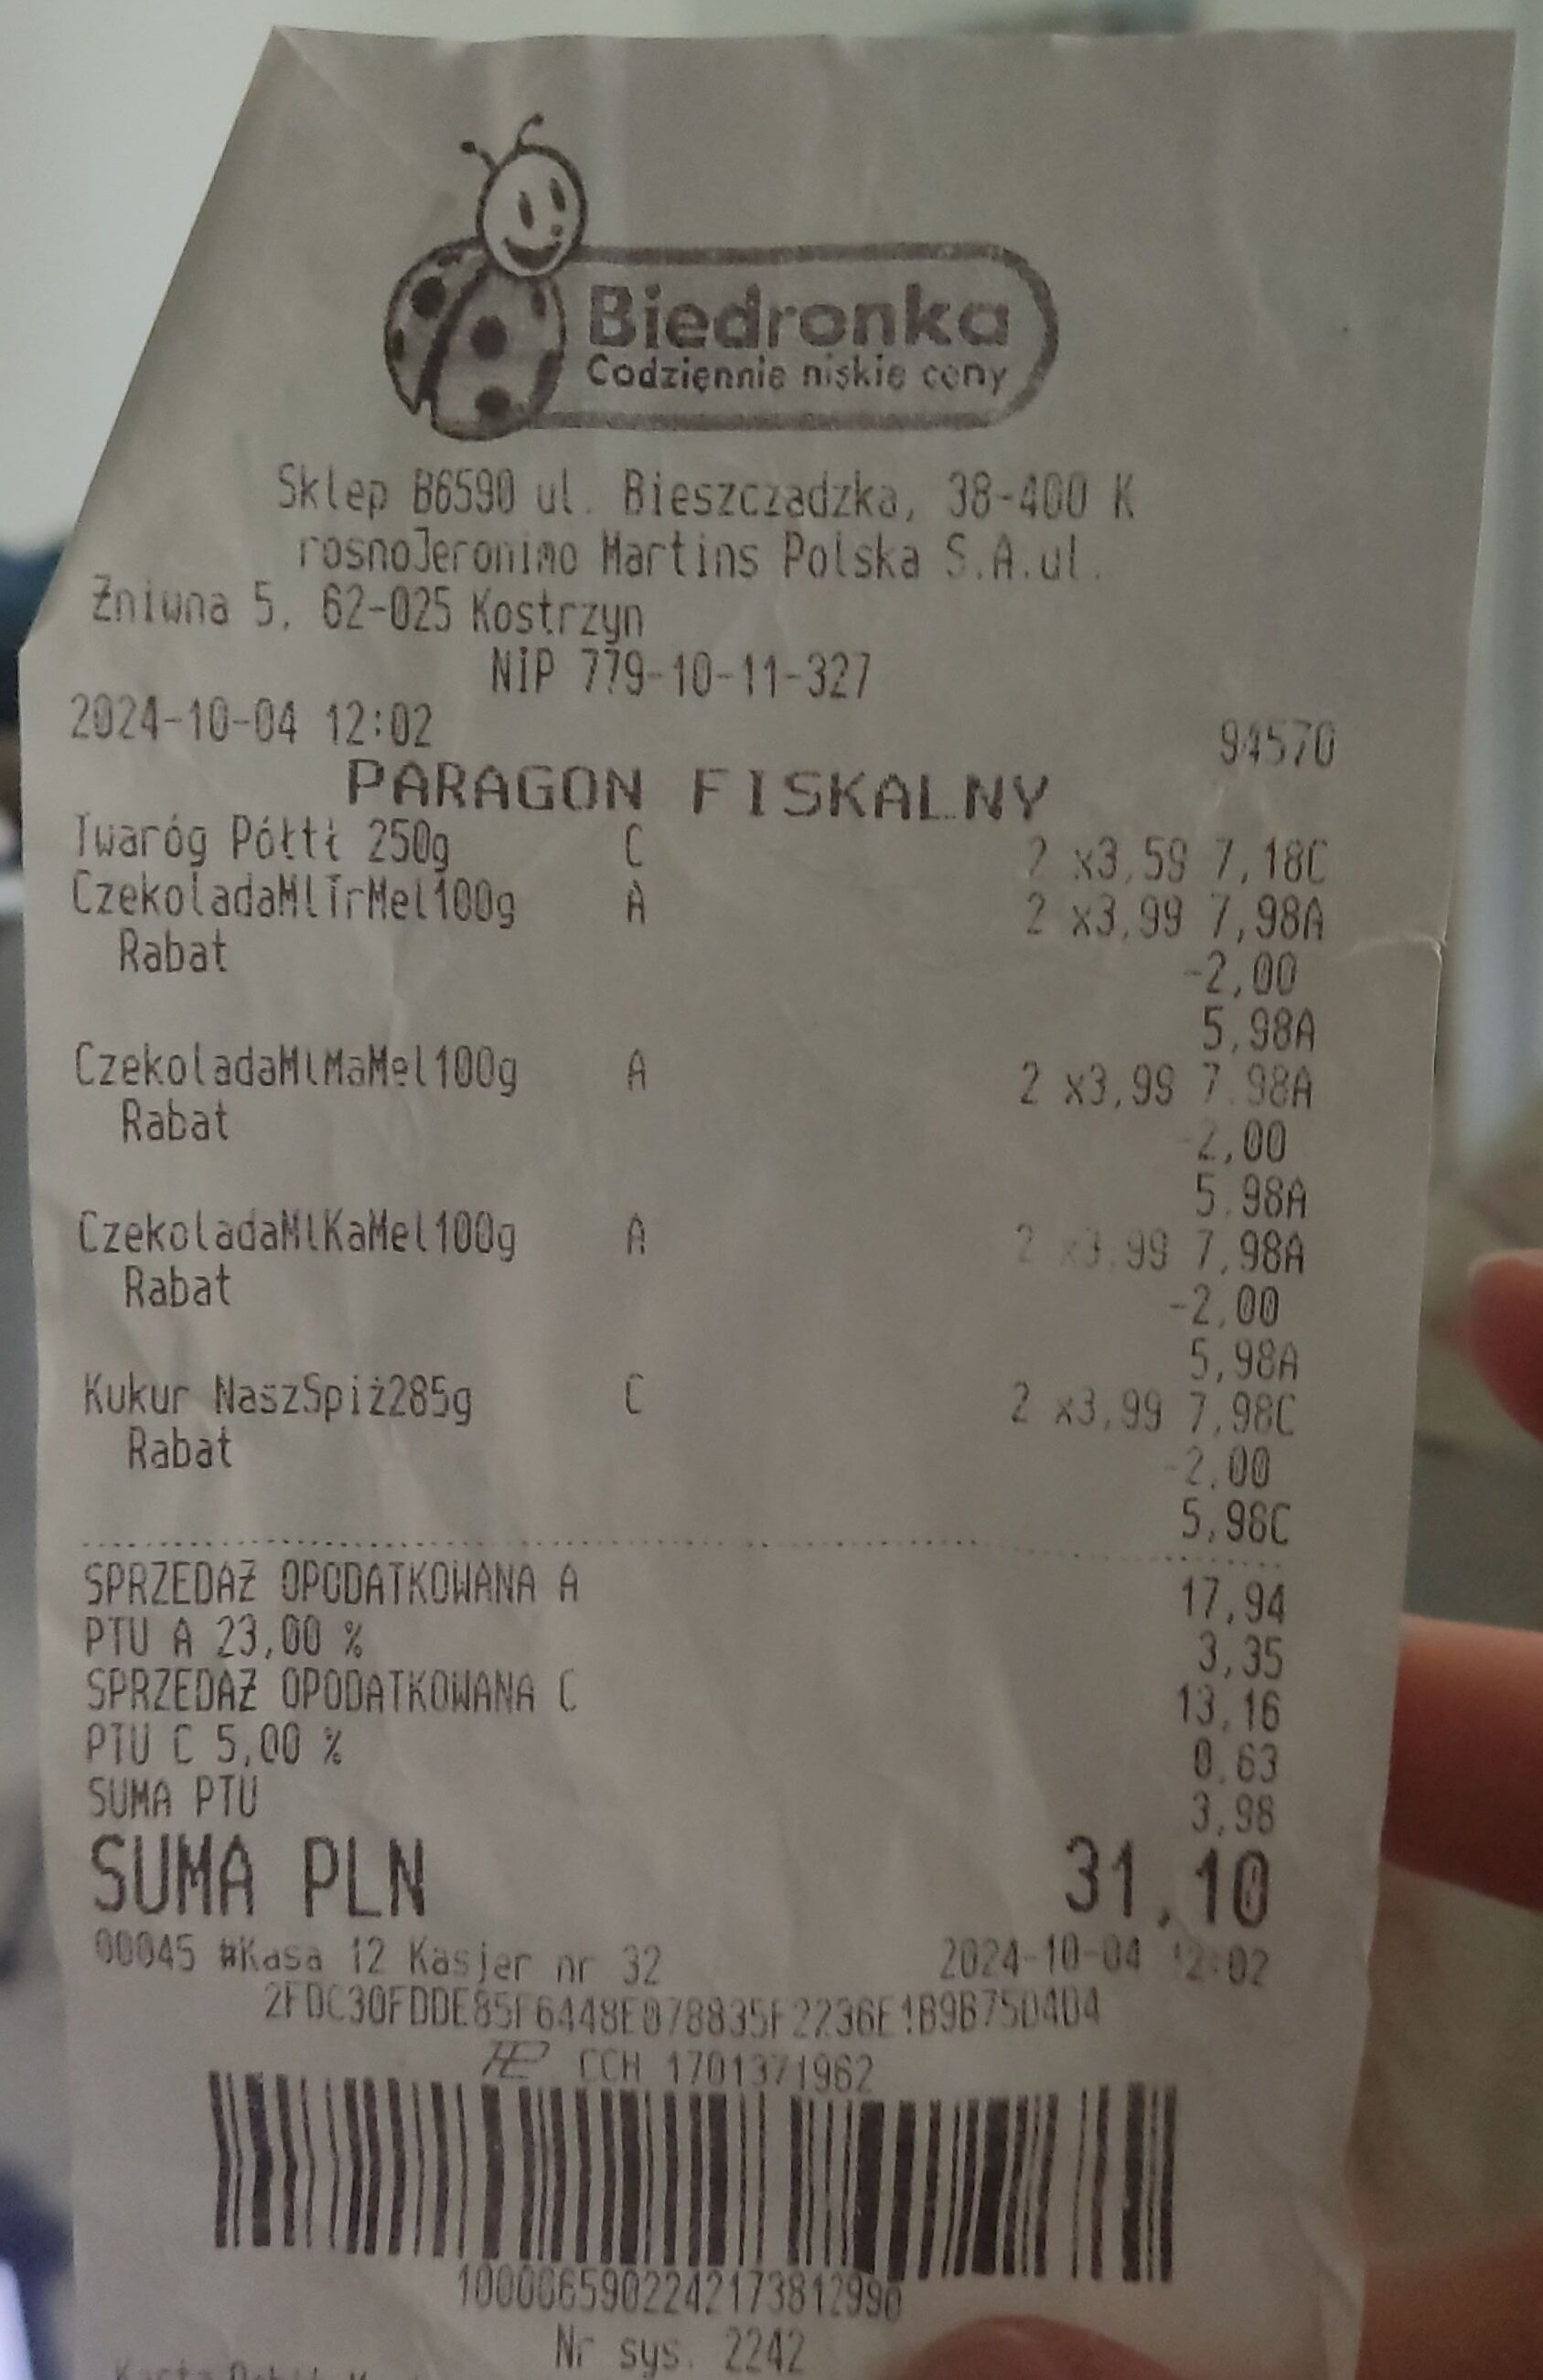 Biedronka
Codziennie niskie ceny
Sklep B6590 ul. Bieszczadzka, 38-400 K
rosnoJeronimo Martins Polska S.A.ul.
Żniwna 5, 62-025 Kostrzyn
NIP 779-10-11-327
2024-10-04 12:02 94570
PARAGON FISKALNY
Twaróg Półtł 250g C 2 x3,59 7,18C
CzekoladaMlTrMel100g A 2 x3,99 7,98A
Rabat -2,00
5,98A
CzekoladaMlMaMel100g A 2 x3,99 7,98A
Rabat -2,00
5,98A
CzekoladaMlKaMel100g A 2 x3,99 7,98A
Rabat -2,00
5,98A
Kukur NaszSpiż285g C 2 x3,99 7,98C
Rabat -2,00
5,98C
SPRZEDAŻ OPODATKOWANA A 17,94
PTU A 23,00 % 3,35
SPRZEDAŻ OPODATKOWANA C 13,16
PTU C 5,00 % 0,63
SUMA PTU 3,98
SUMA PLN 31,10
00045 #Kasa 12 Kasjer nr 32 2024-10-04 12:02
2FDC30FDDE85F6448E078835F2236E1B9B75D4D4
CCH 1701371962
1000065902242173812990
Nr sys. 2242